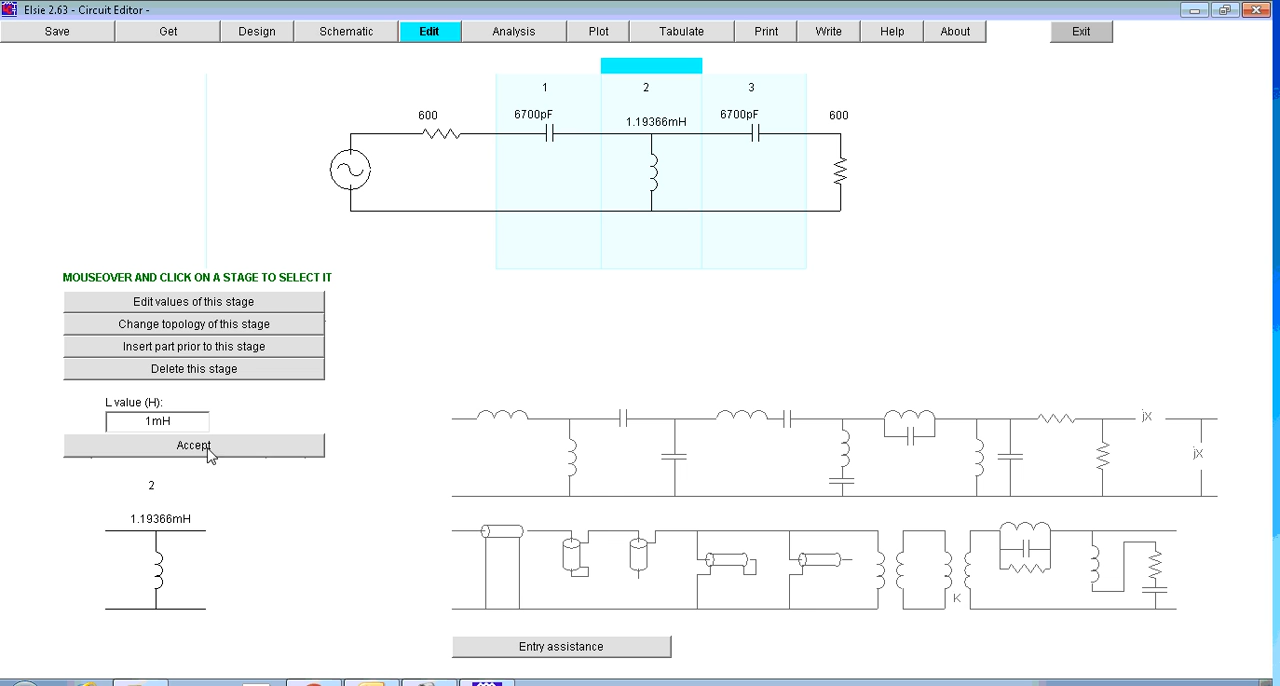 Elsie 2.63 - Circuit Editor -
Save Get Design Schematic Edit Analysis Plot Tabulate Print Write Help About Exit
1 2 3
600 6700pF 1.19366mH 6700pF 600
MOUSEOVER AND CLICK ON A STAGE TO SELECT IT
Edit values of this stage
Change topology of this stage
Insert part prior to this stage
Delete this stage
L value (H):
1mH
Accept
jX
jX
2
1.19366mH
K
Entry assistance